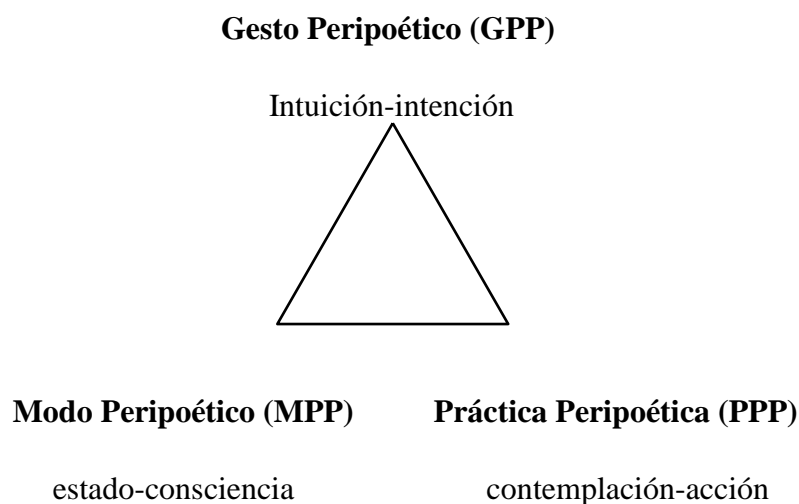 Gesto Peripoético (GPP)
Intuición-intención
Modo Peripoético (MPP) Práctica Peripoética (PPP)
estado-consciencia contemplación-acción